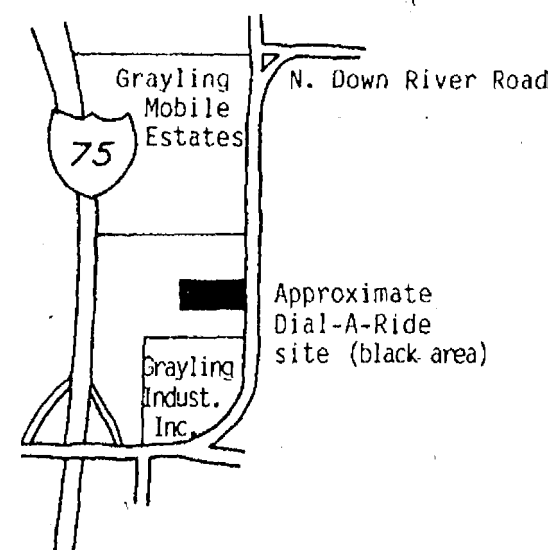 Grayling
Mobile
Estates
N. Down River Road
75
Approximate
Dial-A-Ride
site (black area)
Grayling
Indust.
Inc.